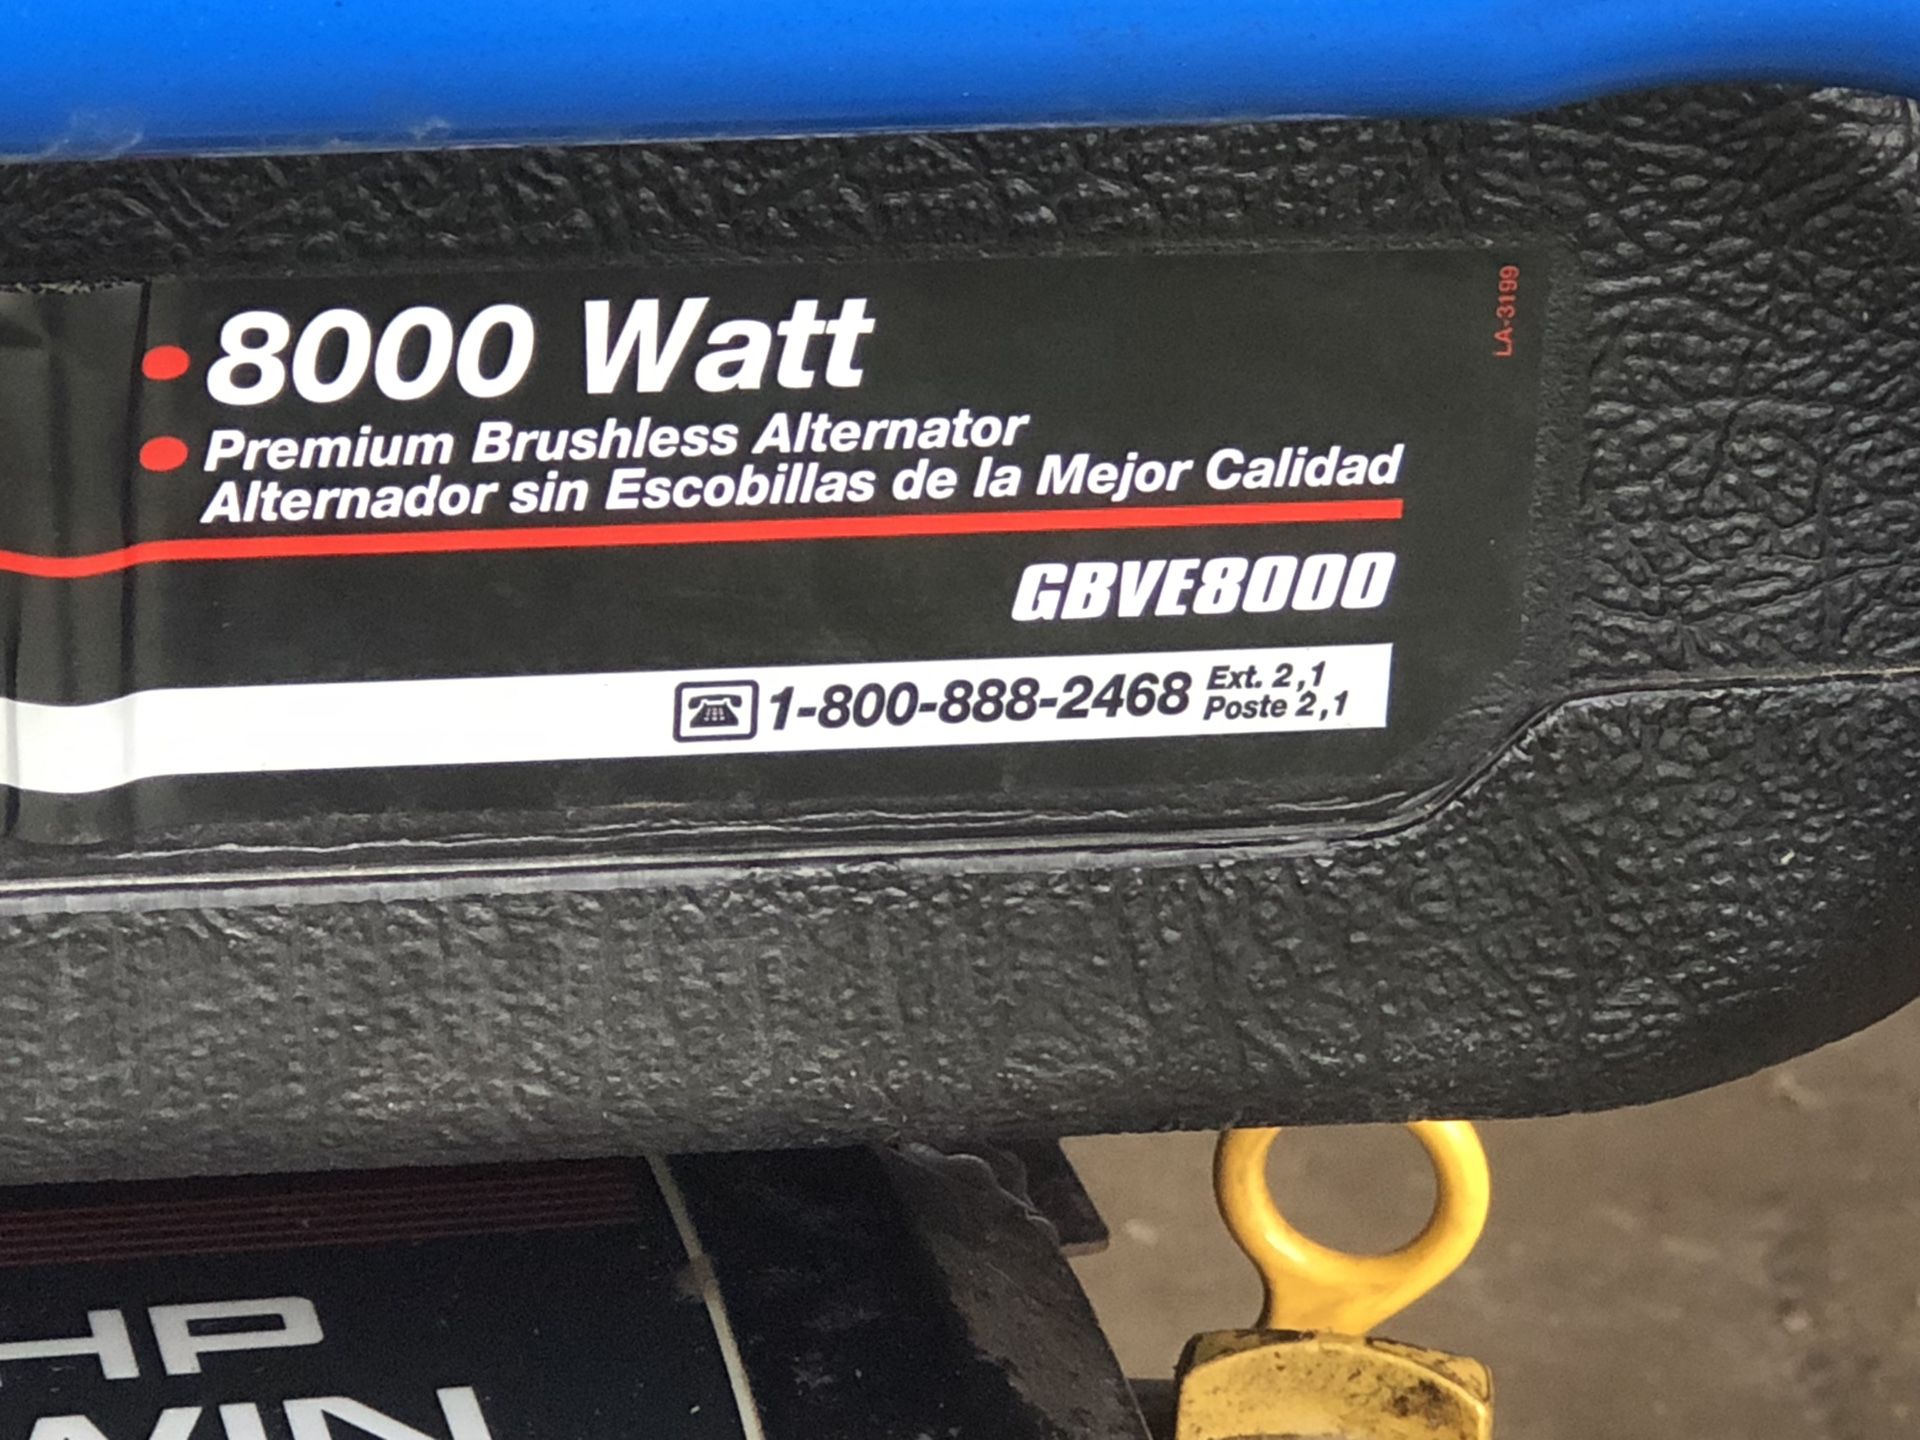 8000 Watt
Premium Brushless Alternator
Alternador sin Escobillas de la Mejor Calidad
LA-3199
GBVE8000
1-800-888-2468 Ext. 2,1
Poste 2,1
HP
WIN